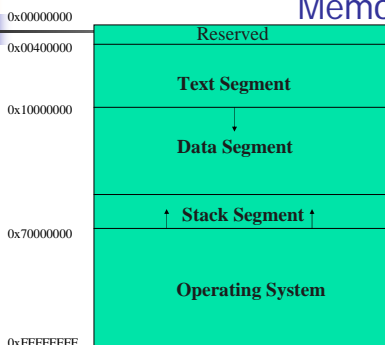 Memo
0x00000000
Reserved
0x00400000
Text Segment
0x10000000
Data Segment
Stack Segment
0x70000000
Operating System
0xFFFFFFFF